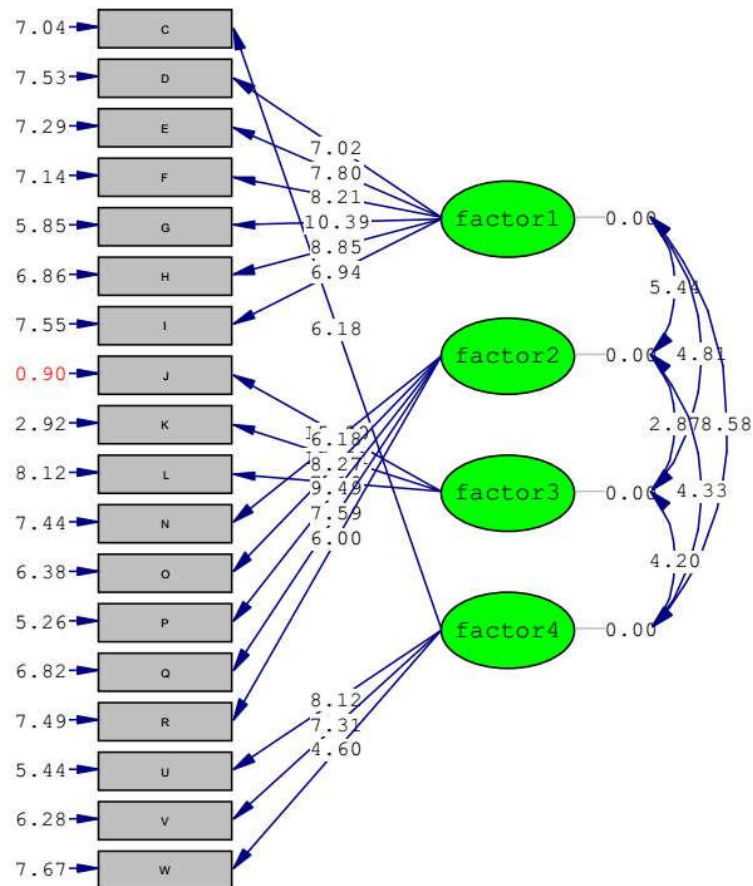 7.04 C
7.53 D
7.29 E
7.02
7.80
7.14 F
8.21
5.85 G 10.39 factor1 0.00
8.85
6.86 H 6.94
5.44
7.55 I 6.18
factor2 0.00 4.81
0.90 J
2.92 K 2.87 8.58
6.18
8.27
8.12 L
9.49 factor3 0.00 4.33
7.59
7.44 N
6.00
4.20
6.38 O
5.26 P
factor4 0.00
6.82 Q
8.12
7.49 R
7.31
4.60
5.44 U
6.28 V
7.67 W